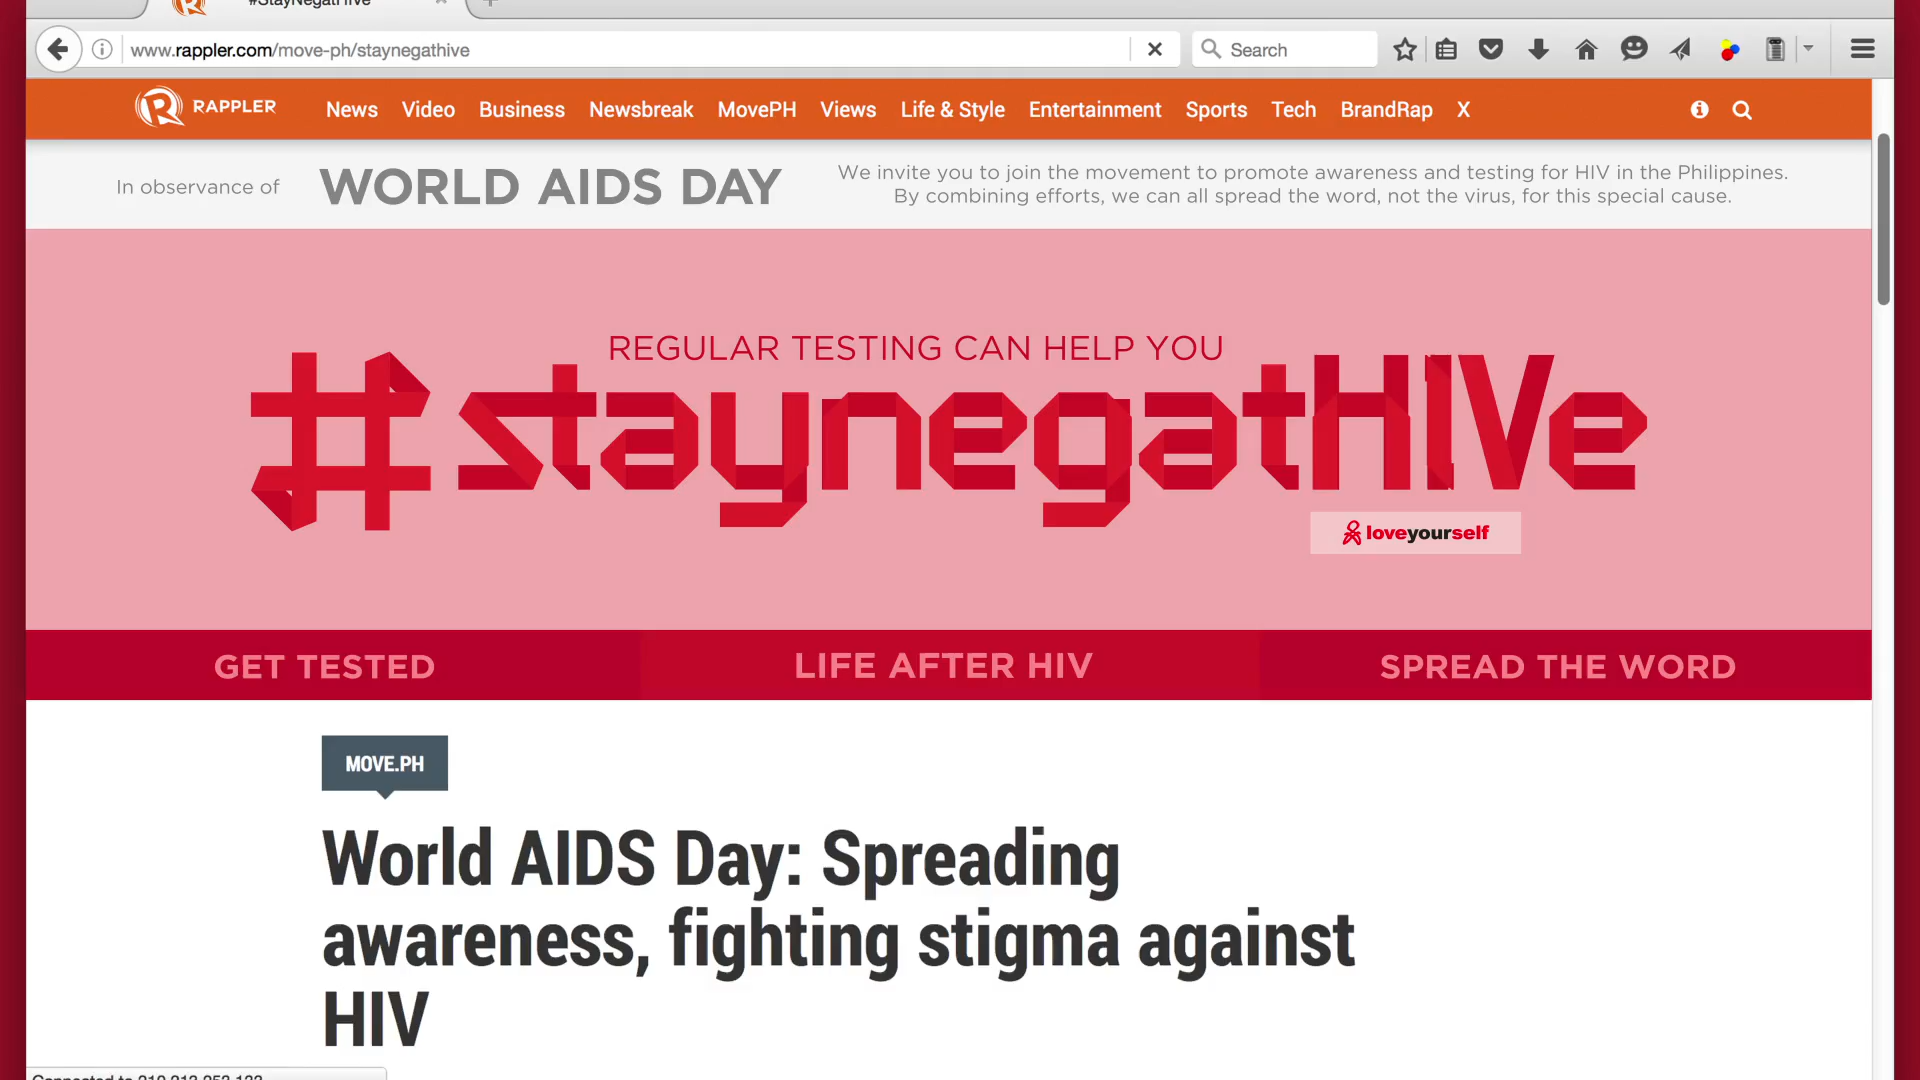 #StayNegatHIVe
www.rappler.com/move-ph/staynegathive
Search
RAPPLER News Video Business Newsbreak MovePH Views Life & Style Entertainment Sports Tech BrandRap X
In observance of WORLD AIDS DAY
We invite you to join the movement to promote awareness and testing for HIV in the Philippines.
By combining efforts, we can all spread the word, not the virus, for this special cause.
REGULAR TESTING CAN HELP YOU
#staynegatHIVe
loveyourself
GET TESTED LIFE AFTER HIV SPREAD THE WORD
MOVE.PH
World AIDS Day: Spreading
awareness, fighting stigma against
HIV